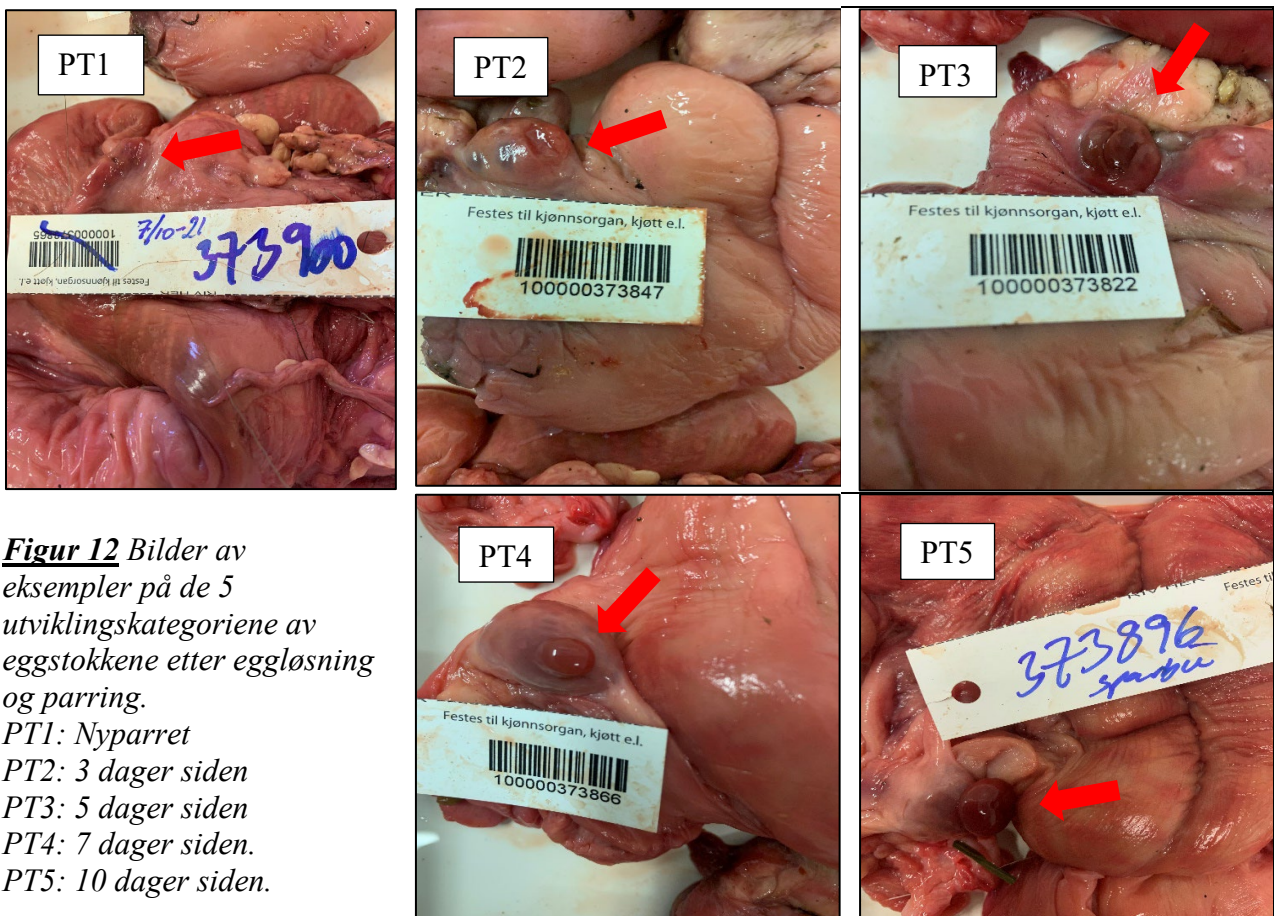 PT1
7/10-21
100000373865
373900
Festes til kjønnsorgan, kjøtt e.l.
PT2
Festes til kjønnsorgan, kjøtt e.l.
100000373847
PT3
Festes til kjønnsorgan, kjøtt e.l.
100000373822
Figur 12 Bilder av
eksempler på de 5
utviklingskategoriene av
eggstokkene etter eggløsning
og parring.
PT1: Nyparret
PT2: 3 dager siden
PT3: 5 dager siden
PT4: 7 dager siden.
PT5: 10 dager siden.
PT4
Festes til kjønnsorgan, kjøtt e.l.
100000373866
PT5
Festes til
373896